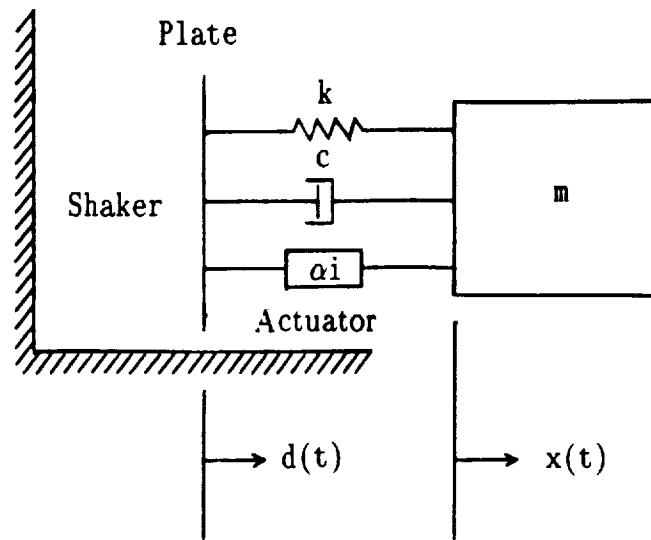 Plate
k
c
Shaker
m
αi
Actuator
d(t)
x(t)